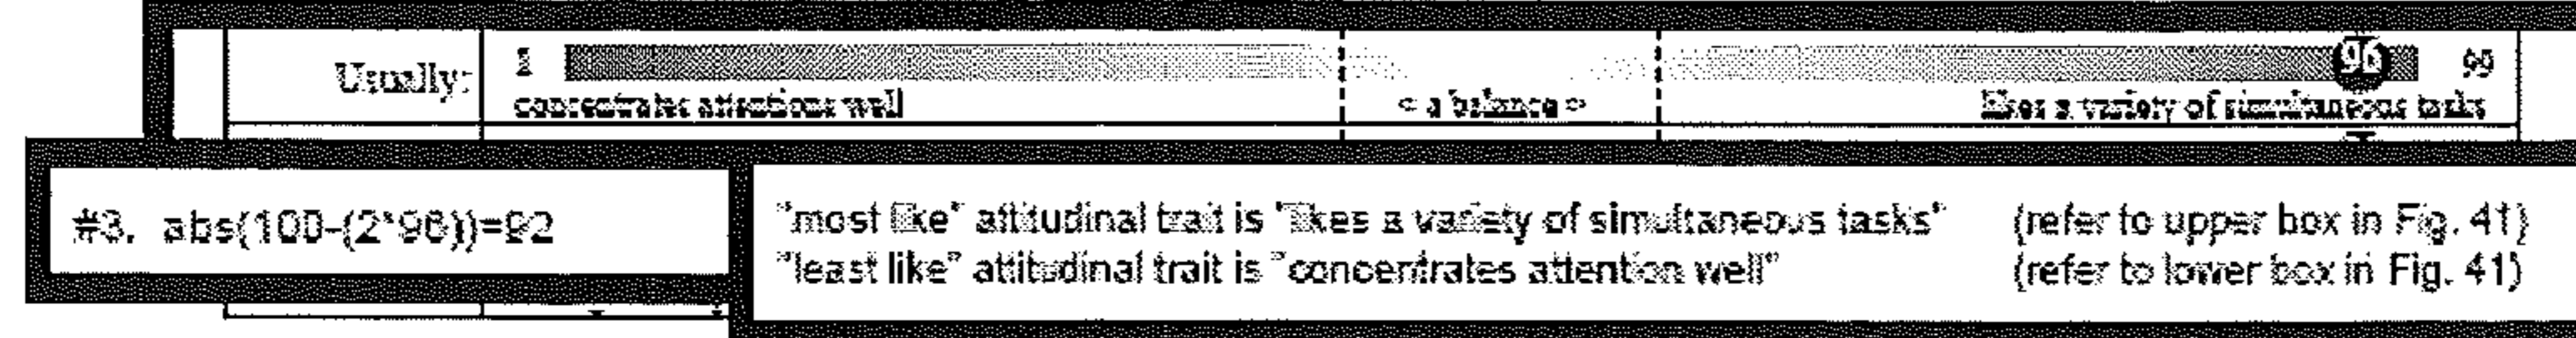 Usually: 1 96 99
concentrates attentions well < a balance > likes a variety of simultaneous tasks
#3. abs(100-(2*96))=92
"most like" attitudinal trait is "likes a variety of simultaneous tasks" (refer to upper box in Fig. 41)
"least like" attitudinal trait is "concentrates attention well" (refer to lower box in Fig. 41)